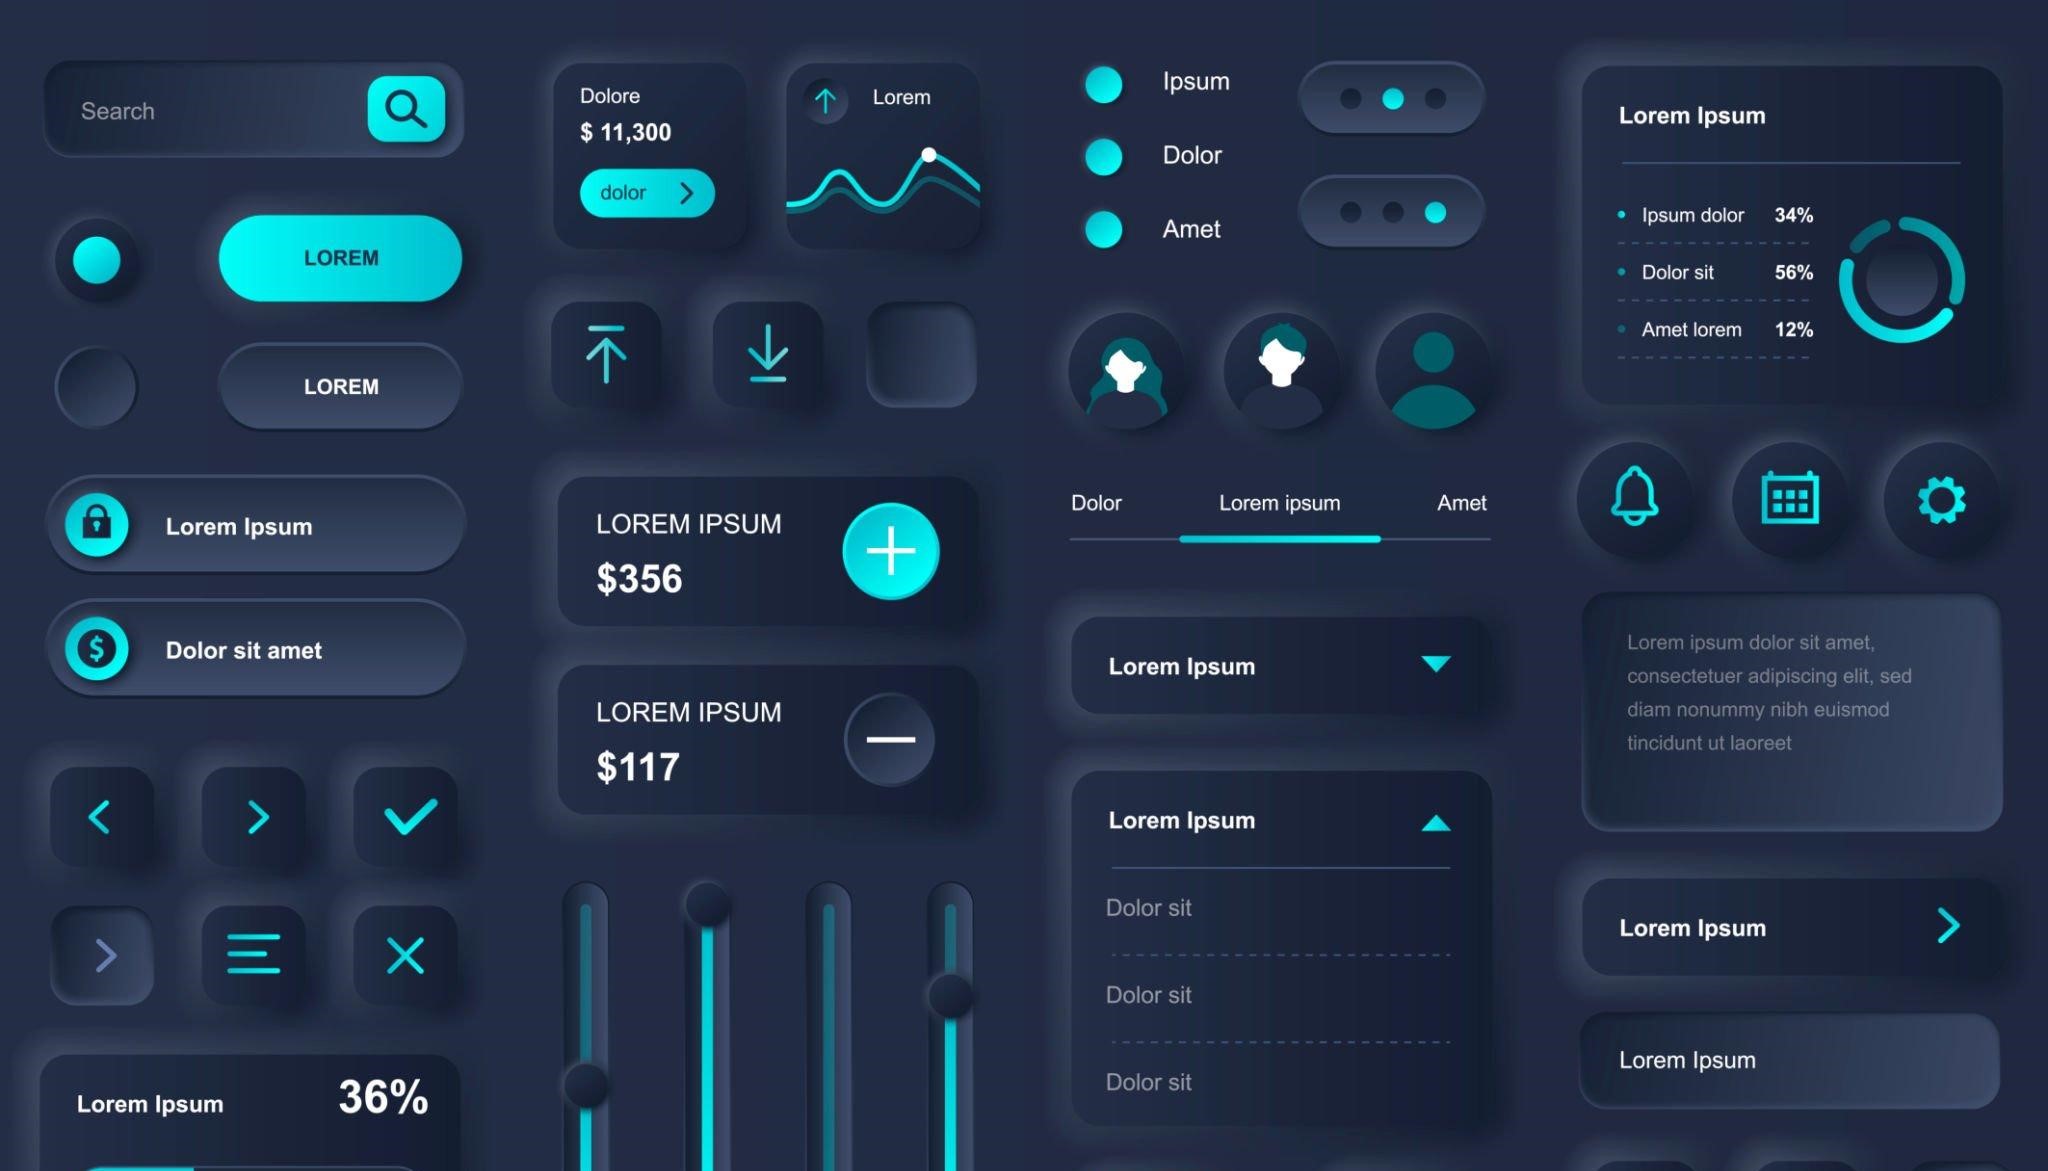 Search
LOREM
LOREM
Lorem Ipsum
$
Dolor sit amet
Lorem Ipsum
36%
Dolore
$ 11,300
dolor
Lorem
LOREM IPSUM
$356
LOREM IPSUM
$117
Ipsum
Dolor
Amet
Dolor
Lorem ipsum
Amet
Lorem Ipsum
Lorem Ipsum
Dolor sit
Dolor sit
Dolor sit
Lorem Ipsum
Ipsum dolor 34%
Dolor sit 56%
Amet lorem 12%
Lorem ipsum dolor sit amet,
consectetuer adipiscing elit, sed
diam nonummy nibh euismod
tincidunt ut laoreet
Lorem Ipsum
Lorem Ipsum